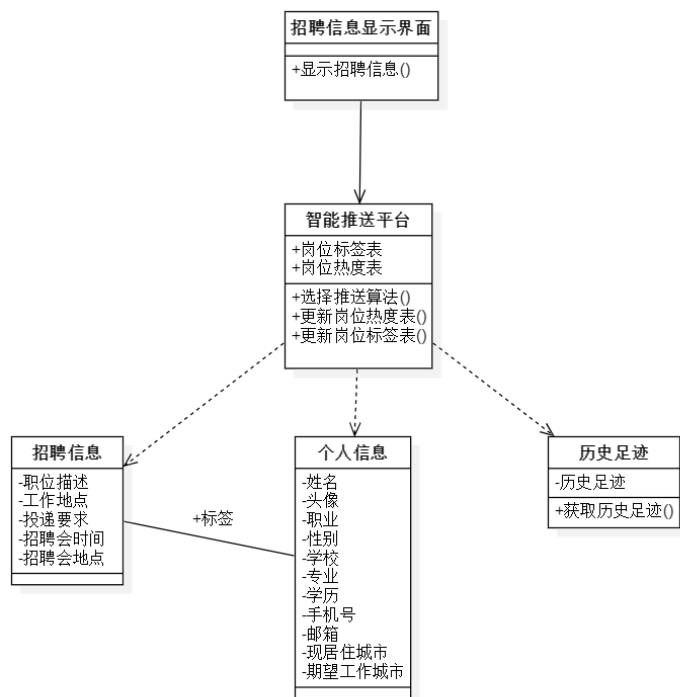 招聘信息显示界面
+显示招聘信息()
智能推送平台
+岗位标签表
+岗位热度表
+选择推送算法()
+更新岗位热度表()
+更新岗位标签表()
招聘信息
-职位描述
-工作地点
-投递要求
-招聘会时间
-招聘会地点
+标签
个人信息
-姓名
-头像
-职业
-性别
-学校
-专业
-学历
-手机号
-邮箱
-现居住城市
-期望工作城市
历史足迹
-历史足迹
+获取历史足迹()